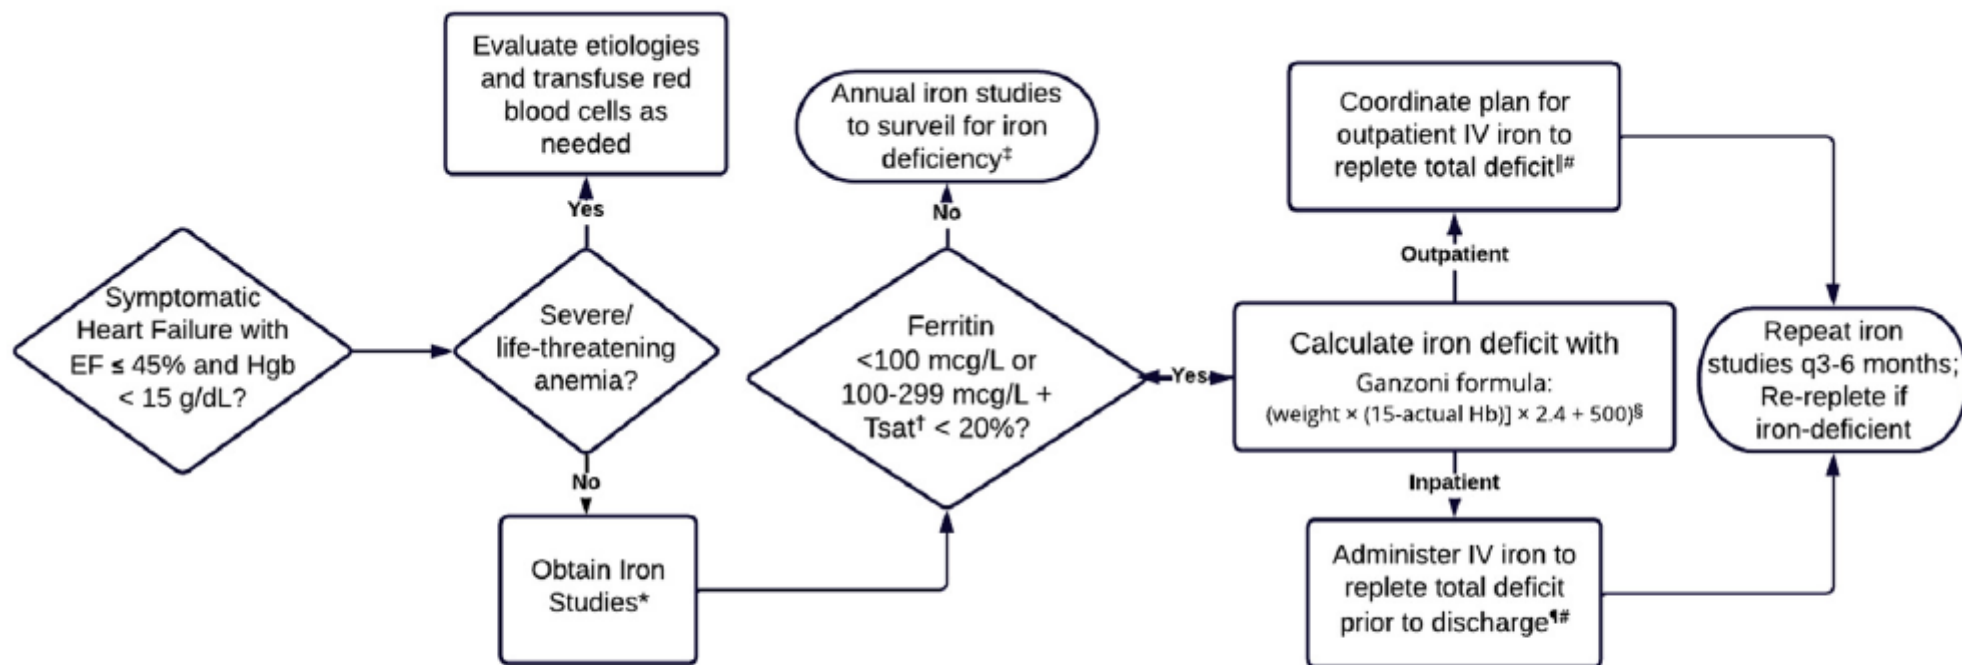 Symptomatic
Heart Failure with
EF ≤ 45% and Hgb
< 15 g/dL?
Evaluate etiologies
and transfuse red
blood cells as
needed
Yes
Severe/
life-threatening
anemia?
No
Obtain Iron
Studies*
Annual iron studies
to surveil for iron
deficiency‡
No
Ferritin
<100 mcg/L or
100-299 mcg/L +
Tsat† < 20%?
Yes
Coordinate plan for
outpatient IV iron to
replete total deficit‖#
Outpatient
Calculate iron deficit with
Ganzoni formula:
(weight × (15-actual Hb)] × 2.4 + 500)§
Inpatient
Administer IV iron to
replete total deficit
prior to discharge¶#
Repeat iron
studies q3-6 months;
Re-replete if
iron-deficient